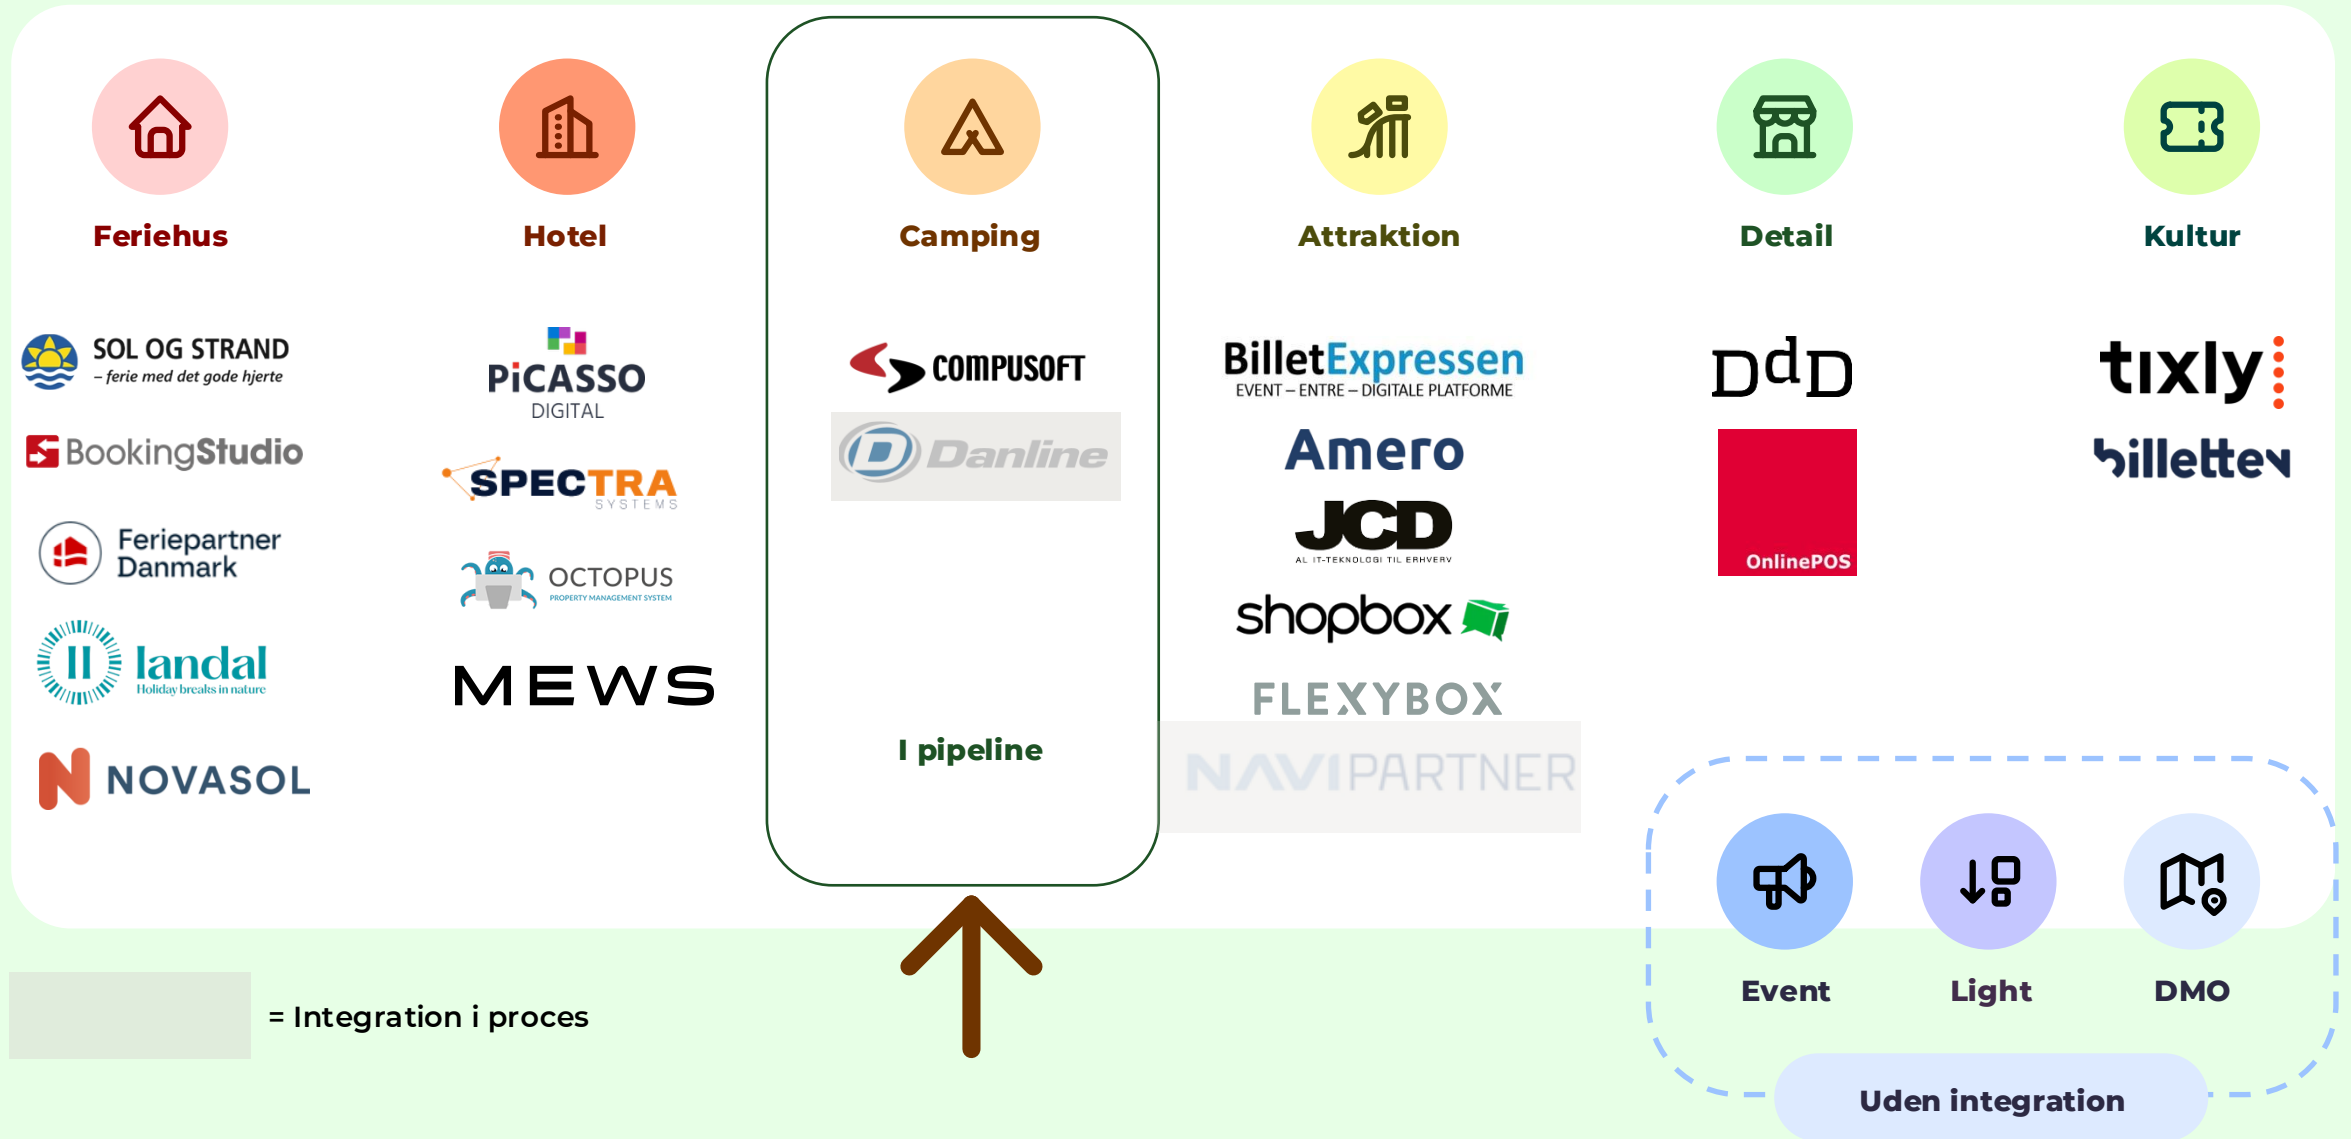 Feriehus
Hotel
Camping
Attraktion
Detail
Kultur
SOL OG STRAND
– ferie med det gode hjerte
BookingStudio
Feriepartner
Danmark
landal
Holiday breaks in nature
NOVASOL
PiCASSO
DIGITAL
SPECTRA
SYSTEMS
OCTOPUS
PROPERTY MANAGEMENT SYSTEM
MEWS
COMPUSOFT
Danline
I pipeline
BilletExpressen
EVENT – ENTRE – DIGITALE PLATFORME
Amero
JCD
AL IT-TEKNOLOGI TIL ERHVERV
shopbox
FLEXYBOX
NAVIPARTNER
DdD
OnlinePOS
tixly
billetten
Event
Light
DMO
Uden integration
= Integration i proces